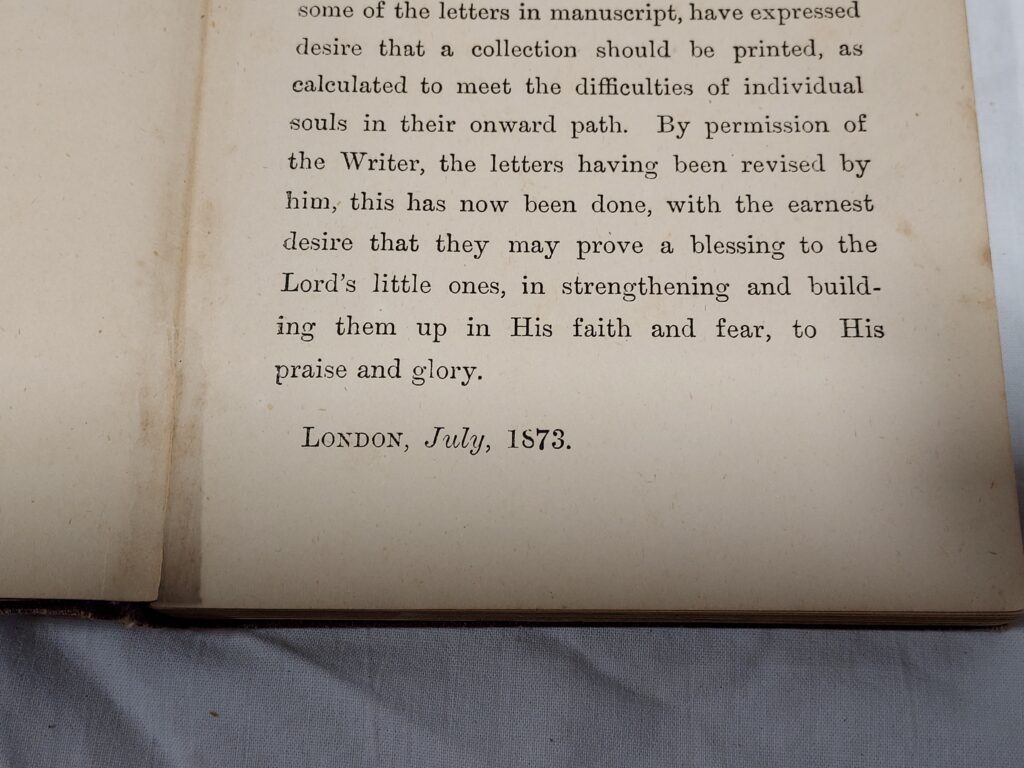 some of the letters in manuscript, have expressed
desire that a collection should be printed, as
calculated to meet the difficulties of individual
souls in their onward path. By permission of
the Writer, the letters having been revised by
him, this has now been done, with the earnest
desire that they may prove a blessing to the
Lord's little ones, in strengthening and build-
ing them up in His faith and fear, to His
praise and glory.
London, July, 1873.